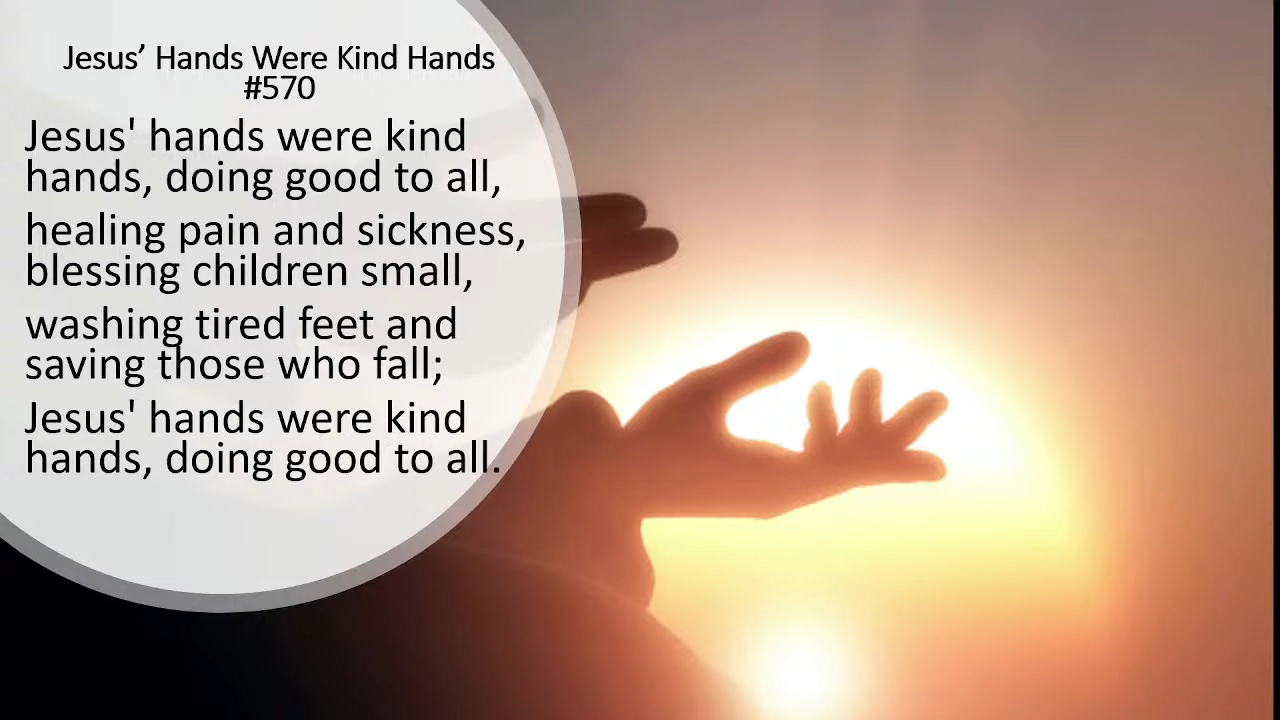 Jesus’ Hands Were Kind Hands
#570
Jesus' hands were kind
hands, doing good to all,
healing pain and sickness,
blessing children small,
washing tired feet and
saving those who fall;
Jesus' hands were kind
hands, doing good to all.